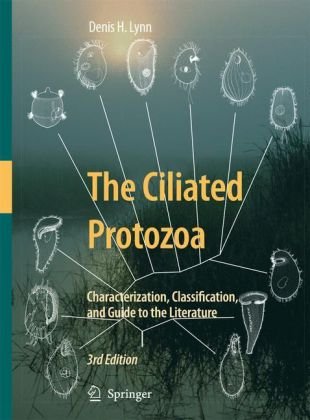 Denis H. Lynn
The Ciliated
Protozoa
Characterization, Classification,
and Guide to the Literature
3rd Edition
Springer